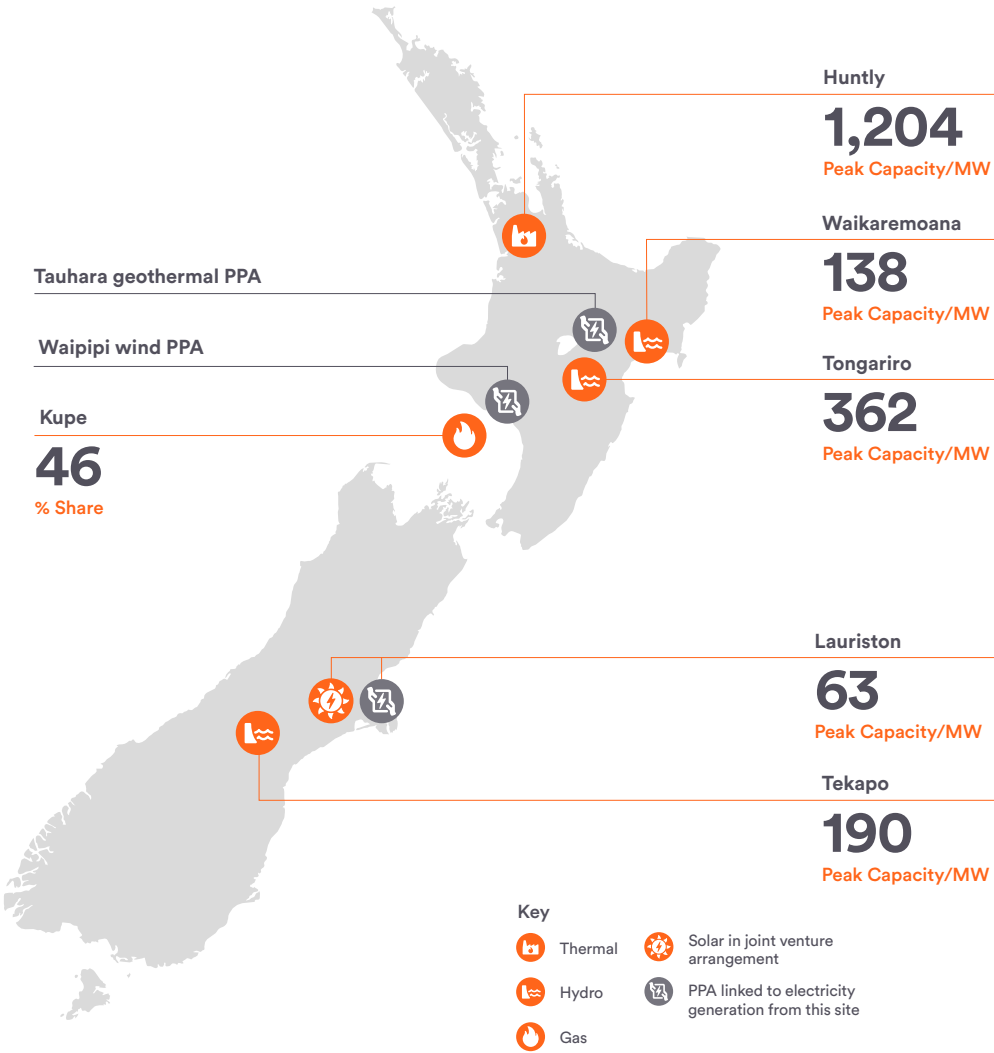 Huntly
1,204
Peak Capacity/MW
Waikaremoana
138
Peak Capacity/MW
Tauhara geothermal PPA
Waipipi wind PPA
Tongariro
362
Peak Capacity/MW
Kupe
46
% Share
Lauriston
63
Peak Capacity/MW
Tekapo
190
Peak Capacity/MW
Key
Thermal
Hydro
Gas
Solar in joint venture
arrangement
PPA linked to electricity
generation from this site